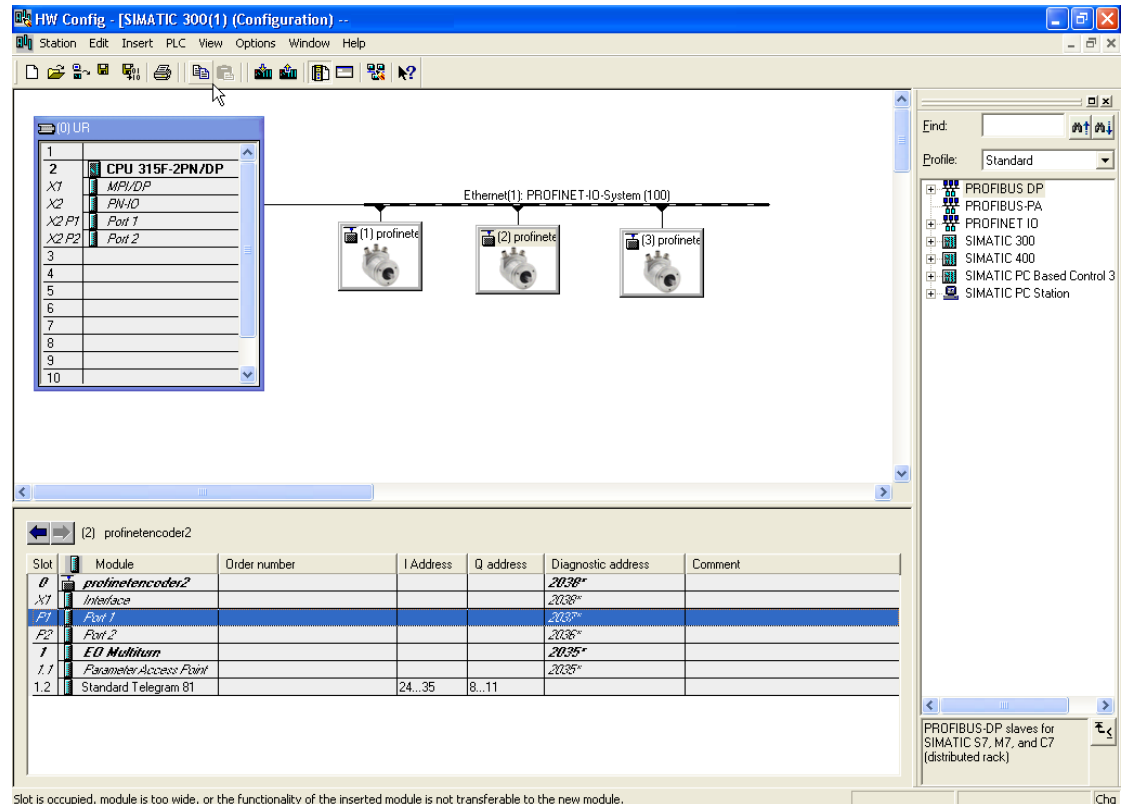 HW Config - [SIMATIC 300(1) (Configuration) --
Station Edit Insert PLC View Options Window Help
(0) UR
1
2 CPU 315F-2PN/DP
X1 MPI/DP
X2 PN-IO
X2 P1 Port 1
X2 P2 Port 2
3
4
5
6
7
8
9
10
Ethernet(1): PROFINET-IO-System (100)
(1) profinete
(2) profinete
(3) profinete
Find:
Profile: Standard
PROFIBUS DP
PROFIBUS-PA
PROFINET IO
SIMATIC 300
SIMATIC 400
SIMATIC PC Based Control 3
SIMATIC PC Station
PROFIBUS-DP slaves for
SIMATIC S7, M7, and C7
(distributed rack)
(2) profinetencoder2
Slot Module Order number I Address Q address Diagnostic address Comment
0 profinetencoder2 2038*
X1 Interface 2038*
P1 Port 1 2037*
P2 Port 2 2036*
1 EO Multiturn 2035*
1.1 Parameter Access Point 2035*
1.2 Standard Telegram 81 24...35 8...11
Slot is occupied, module is too wide, or the functionality of the inserted module is not transferable to the new module.
Chg